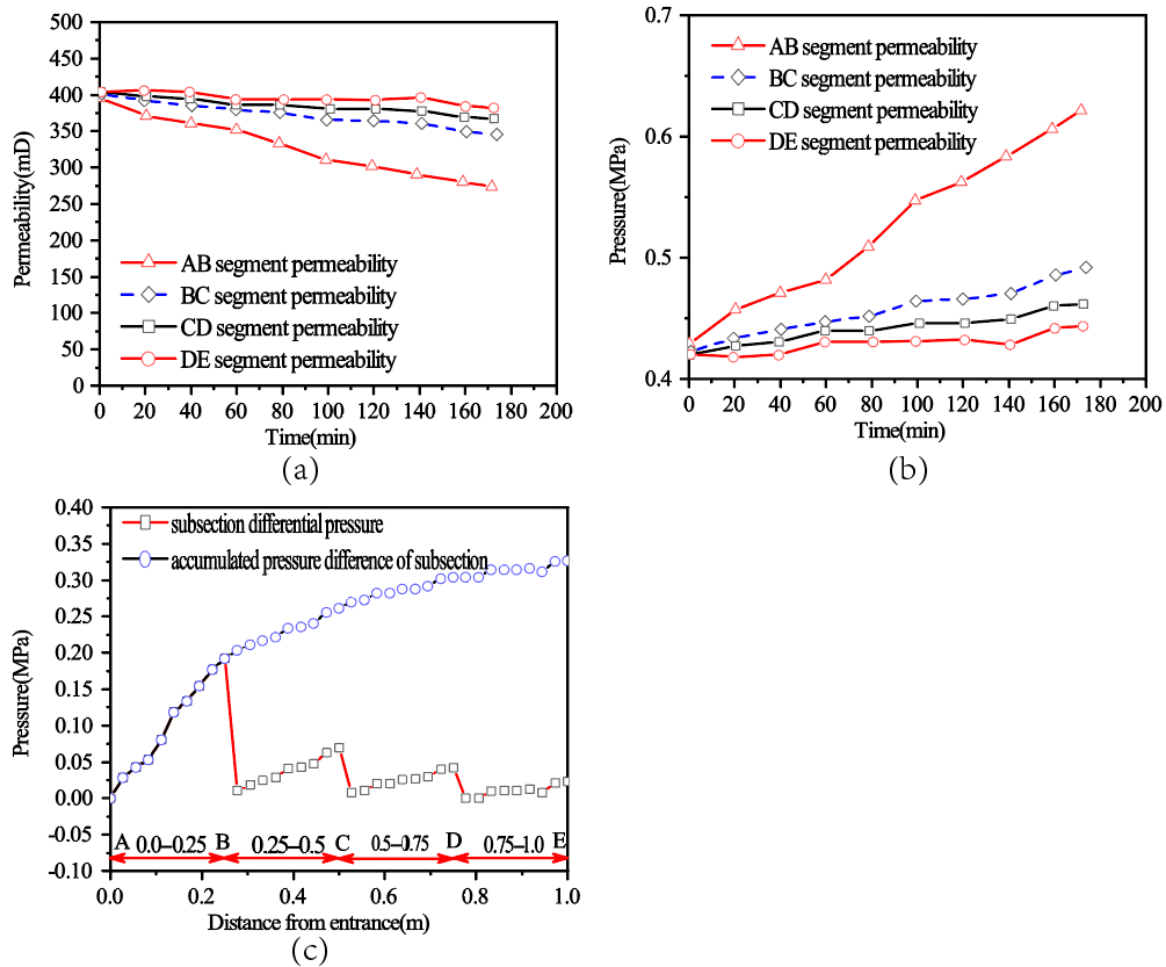 500
450
400
350
300
250
200
150
100
50
0
Permeability(mD)
AB segment permeability
BC segment permeability
CD segment permeability
DE segment permeability
0 20 40 60 80 100 120 140 160 180 200
Time(min)
(a)
0.7
0.6
0.5
0.4
Pressure(MPa)
AB segment permeability
BC segment permeability
CD segment permeability
DE segment permeability
0 20 40 60 80 100 120 140 160 180 200
Time(min)
(b)
0.40
0.35
0.30
0.25
0.20
0.15
0.10
0.05
0.00
-0.05
-0.10
Pressure(MPa)
subsection differential pressure
accumulated pressure difference of subsection
A 0.0–0.25 B 0.25–0.5 C 0.5–0.75 D 0.75–1.0 E
0.0 0.2 0.4 0.6 0.8 1.0
Distance from entrance(m)
(c)